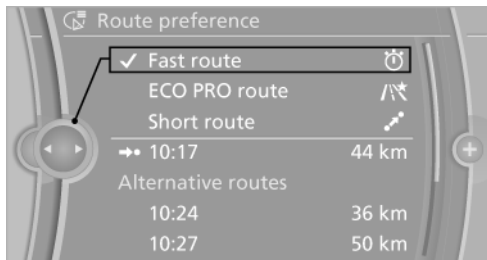 Route preference
Fast route
ECO PRO route
Short route
10:17 44 km
Alternative routes
10:24 36 km
10:27 50 km